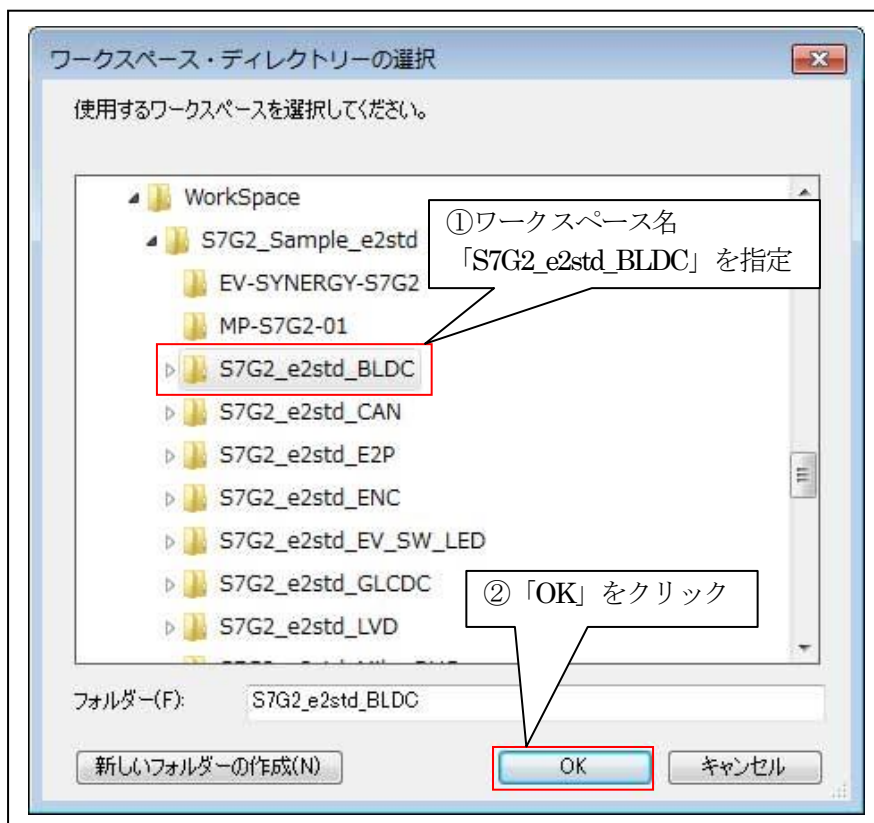 ワークスペース・ディレクトリーの選択
使用するワークスペースを選択してください。
WorkSpace
S7G2_Sample_e2std
①ワークスペース名
「S7G2_e2std_BLDC」を指定
EV-SYNERGY-S7G2
MP-S7G2-01
S7G2_e2std_BLDC
S7G2_e2std_CAN
S7G2_e2std_E2P
S7G2_e2std_ENC
S7G2_e2std_EV_SW_LED
S7G2_e2std_GLCDC
②「OK」をクリック
S7G2_e2std_LVD
フォルダー(F): S7G2_e2std_BLDC
新しいフォルダーの作成(N) OK キャンセル